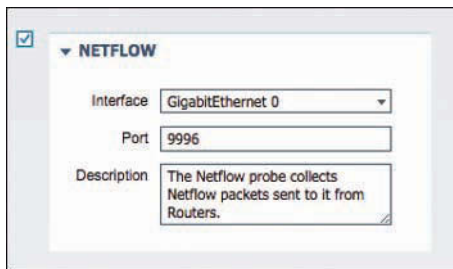 NETFLOW
Interface GigabitEthernet 0
Port 9996
Description The Netflow probe collects
Netflow packets sent to it from
Routers.